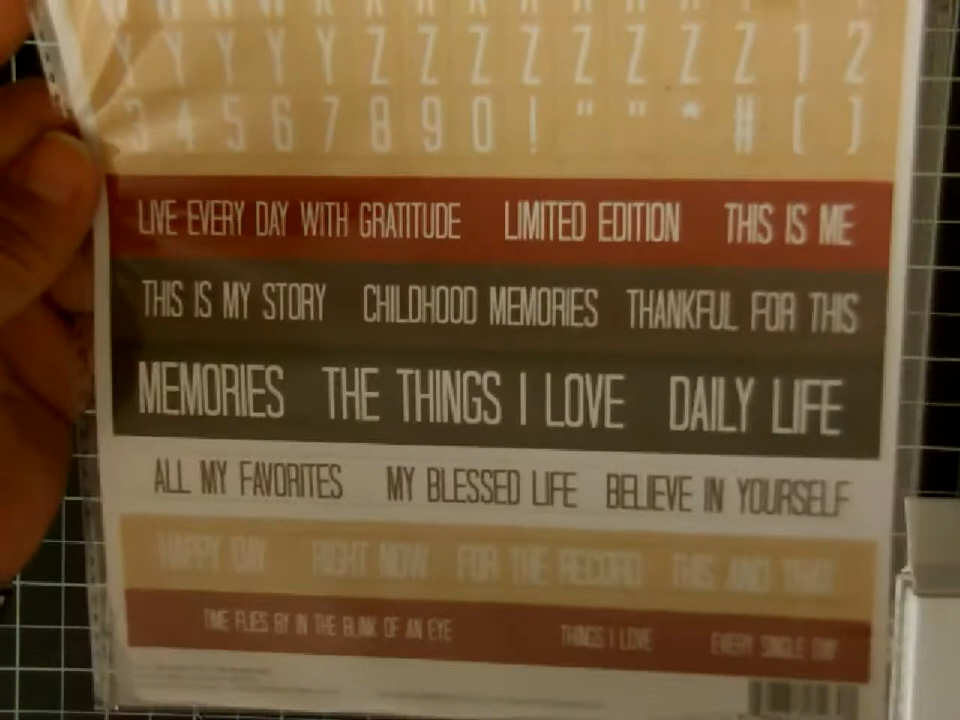 Y Y Y Y Y Z Z Z Z Z Z Z Z 1 2
3 4 5 6 7 8 9 0 ! " " * # ( )
LIVE EVERY DAY WITH GRATITUDE LIMITED EDITION THIS IS ME
THIS IS MY STORY CHILDHOOD MEMORIES THANKFUL FOR THIS
MEMORIES THE THINGS I LOVE DAILY LIFE
ALL MY FAVORITES MY BLESSED LIFE BELIEVE IN YOURSELF
HAPPY DAY RIGHT NOW FOR THE RECORD THIS AND THAT
TIME FLIES BY IN THE BLINK OF AN EYE THINGS I LOVE EVERY SINGLE DAY